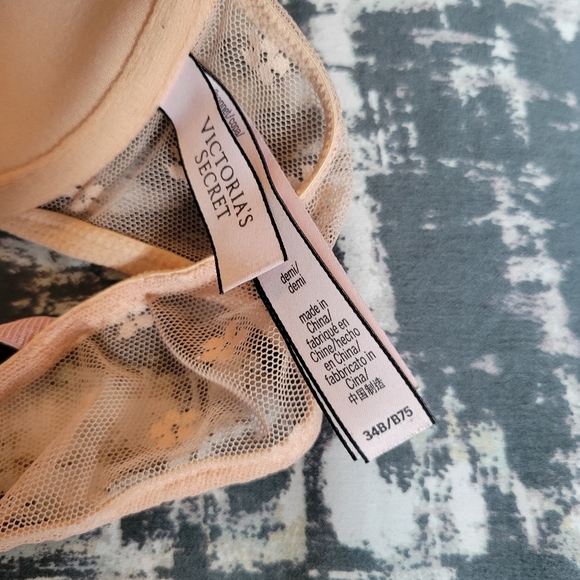 VICTORIA'S
SECRET
demi/
demi
made in
China/
fabriqué en
Chine/hecho
en China/
fabbricato in
Cina/
中国制造
34B/B75